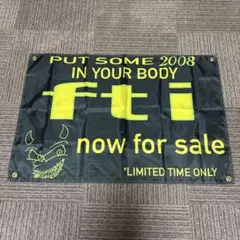 PUT SOME 2008
IN YOUR BODY
fti
now for sale
*LIMITED TIME ONLY